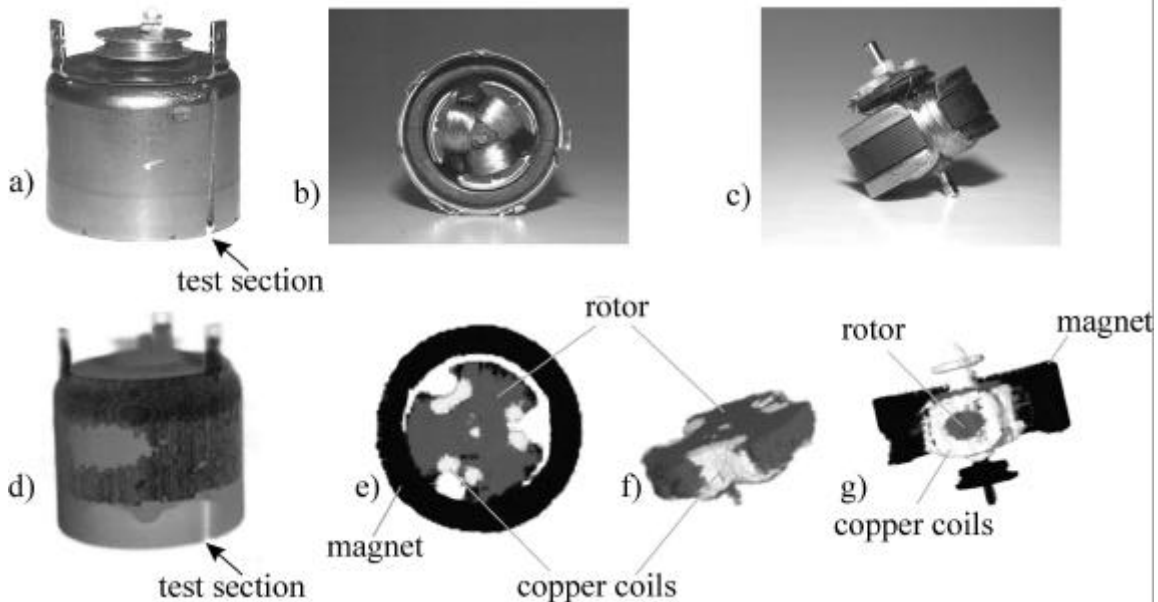 a)
b)
c)
test section
rotor
rotor
magnet
d)
e)
f)
g)
magnet
copper coils
copper coils
test section